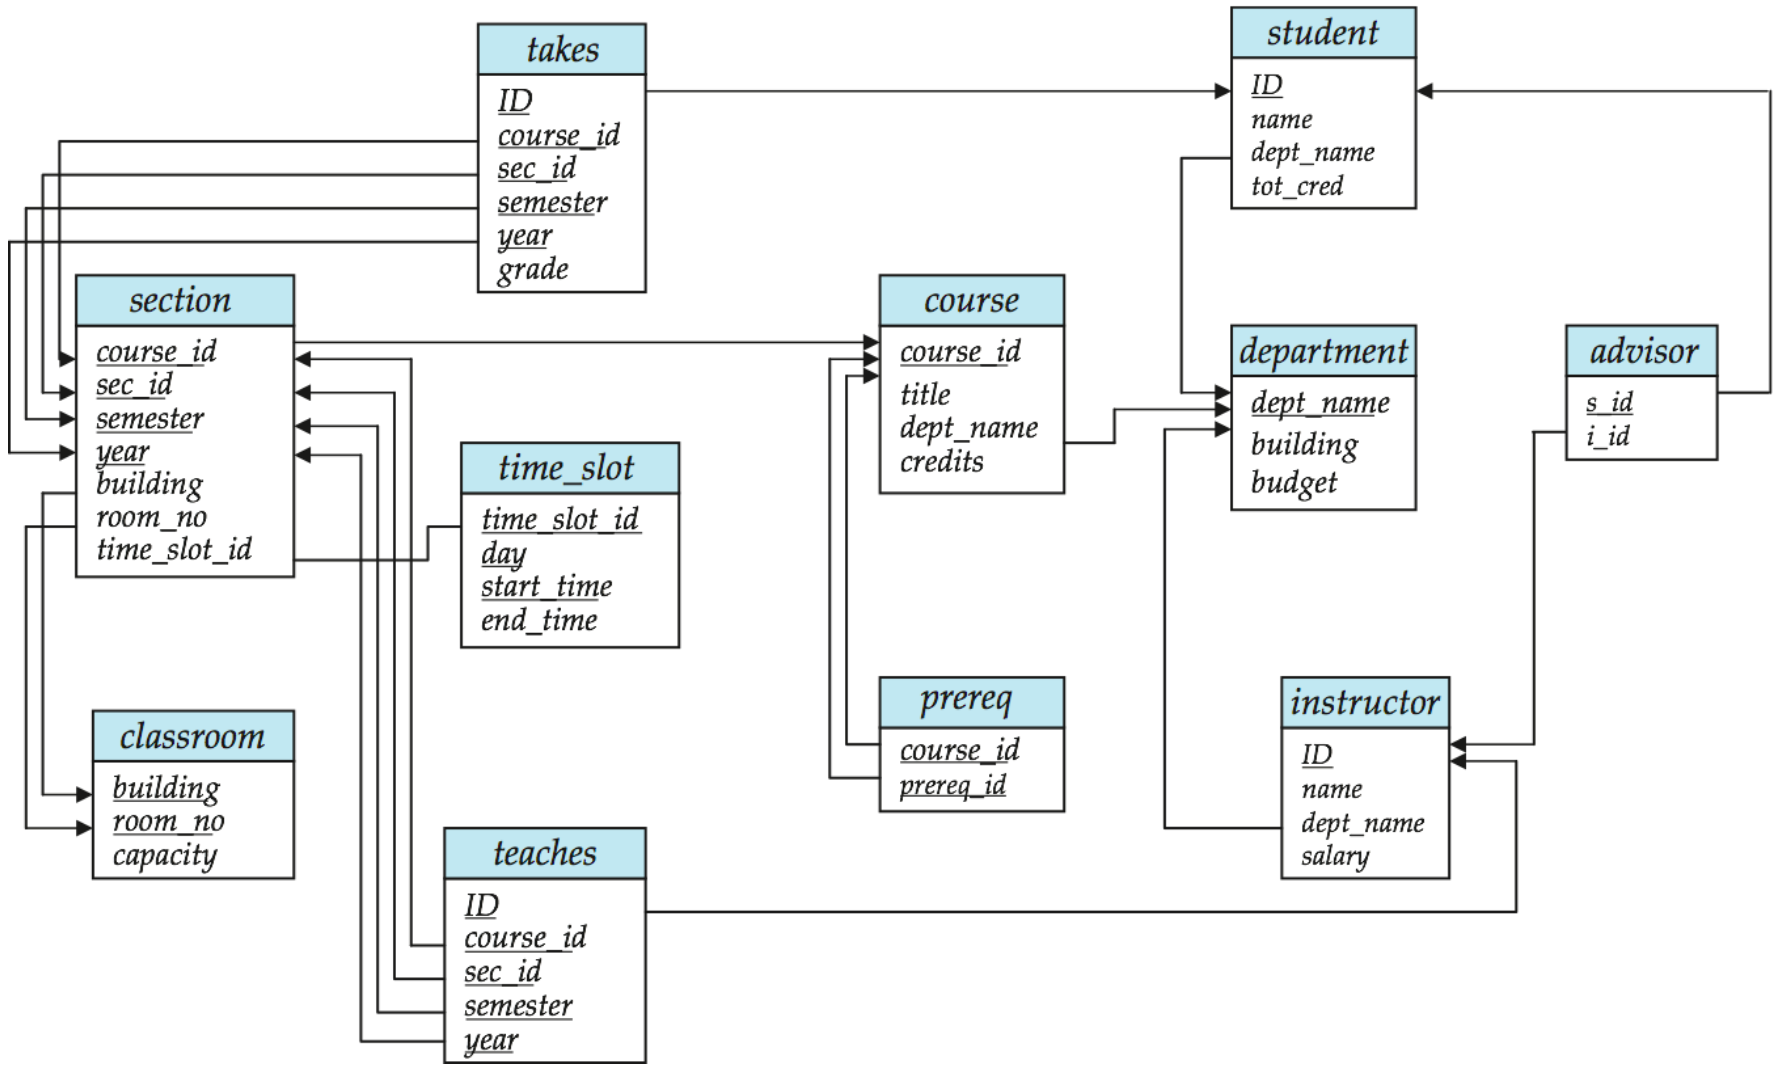 takes
ID
course_id
sec_id
semester
year
grade
student
ID
name
dept_name
tot_cred
section
course_id
sec_id
semester
year
building
room_no
time_slot_id
course
course_id
title
dept_name
credits
department
dept_name
building
budget
advisor
s_id
i_id
time_slot
time_slot_id
day
start_time
end_time
prereq
course_id
prereq_id
instructor
ID
name
dept_name
salary
classroom
building
room_no
capacity
teaches
ID
course_id
sec_id
semester
year